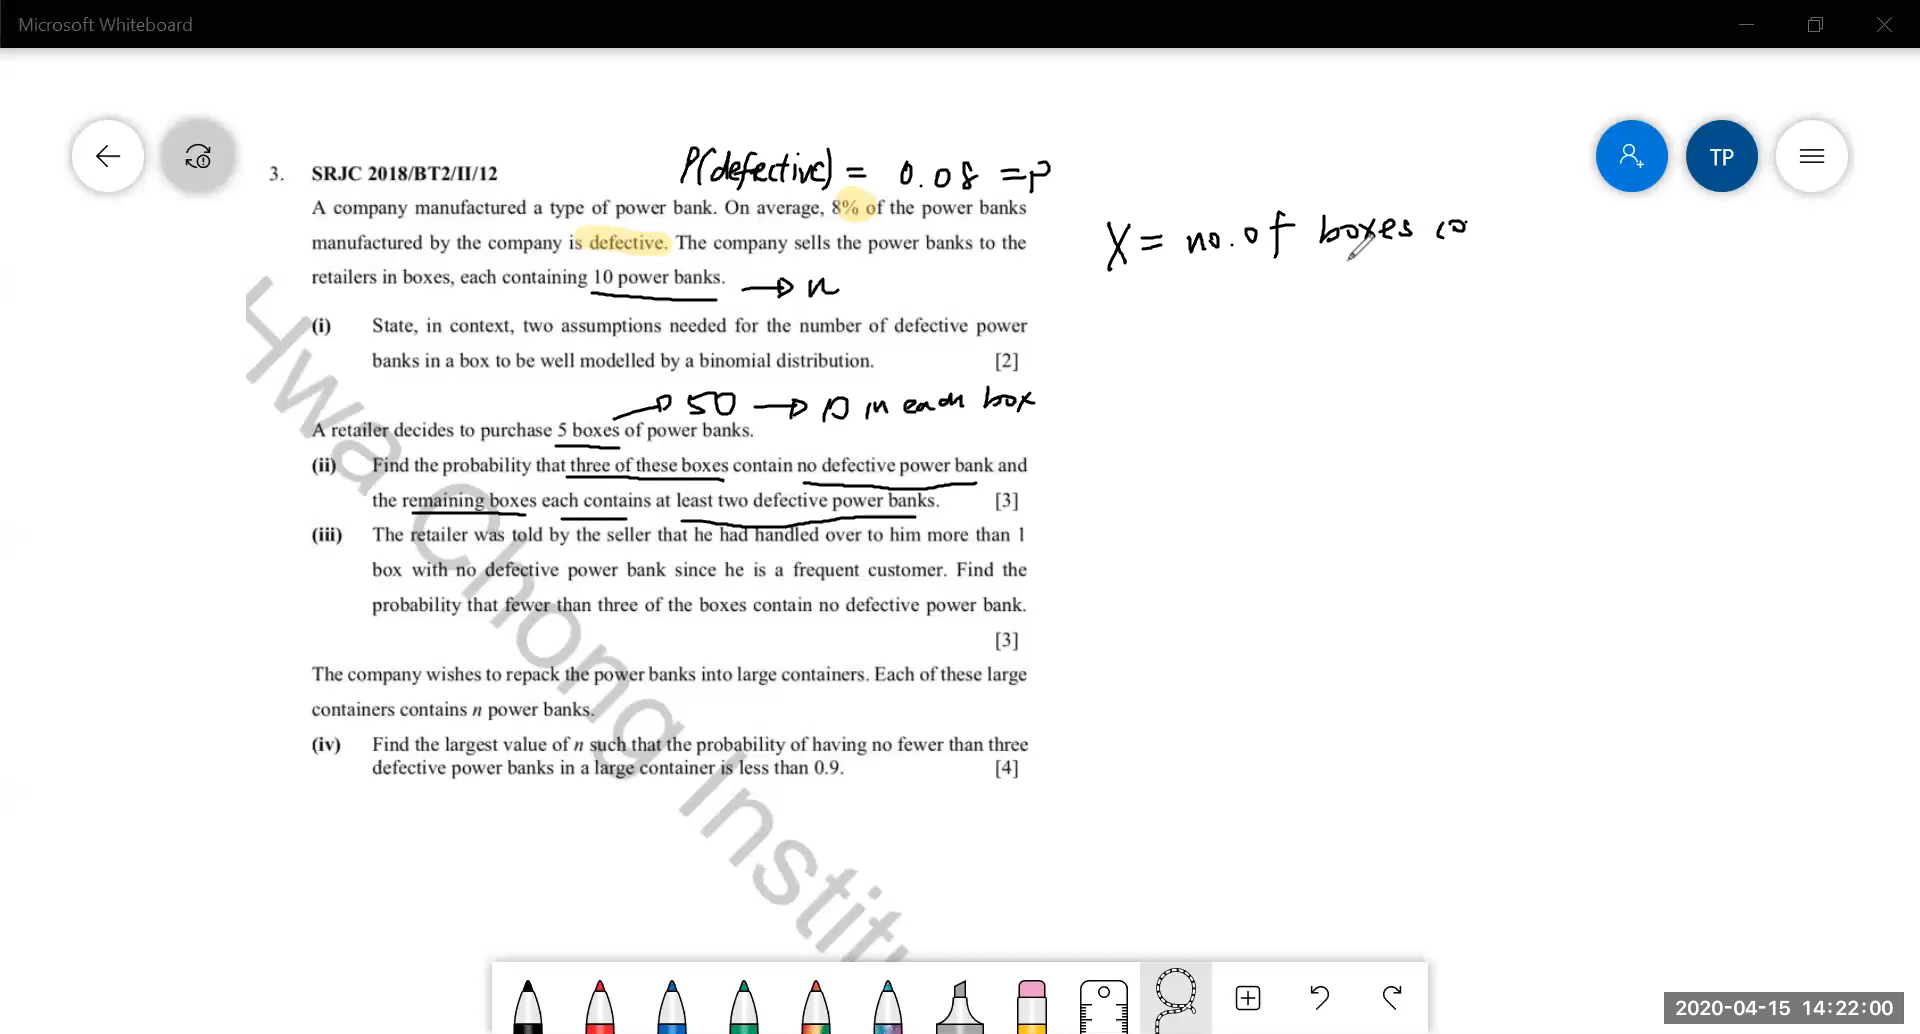 Microsoft Whiteboard
TP
P(defective) = 0.08 = p
3. SRJC 2018/BT2/II/12
A company manufactured a type of power bank. On average, 8% of the power banks
manufactured by the company is defective. The company sells the power banks to the
retailers in boxes, each containing 10 power banks.
→ n
X = no. of boxes co
(i) State, in context, two assumptions needed for the number of defective power
banks in a box to be well modelled by a binomial distribution. [2]
→ 50 → 10 in each box
A retailer decides to purchase 5 boxes of power banks.
(ii) Find the probability that three of these boxes contain no defective power bank and
the remaining boxes each contains at least two defective power banks. [3]
(iii) The retailer was told by the seller that he had handled over to him more than 1
box with no defective power bank since he is a frequent customer. Find the
probability that fewer than three of the boxes contain no defective power bank.
[3]
The company wishes to repack the power banks into large containers. Each of these large
containers contains n power banks.
(iv) Find the largest value of n such that the probability of having no fewer than three
defective power banks in a large container is less than 0.9. [4]
Hwa Chong Institu
2020-04-15 14:22:00